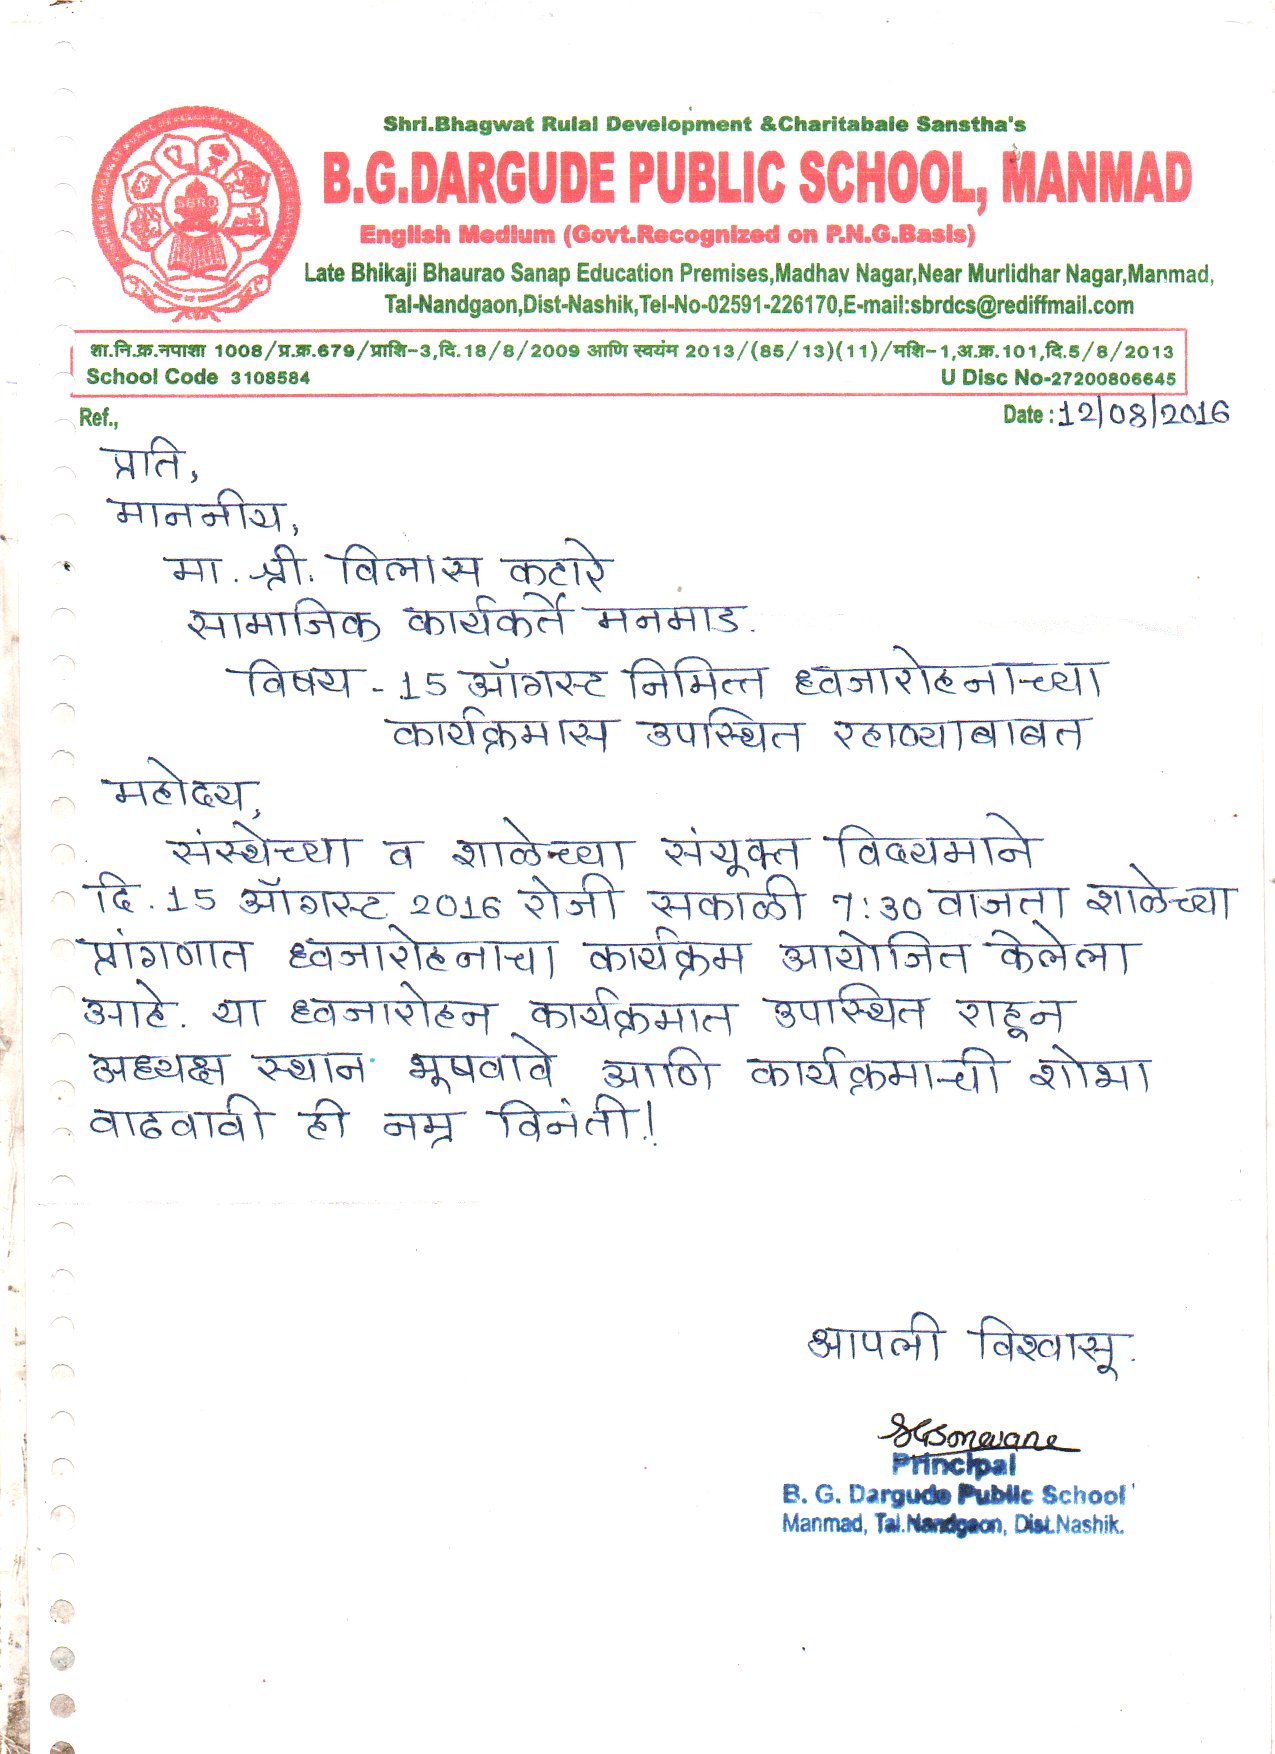 Shri.Bhagwat Rulal Development &Charitabale Sanstha's
B.G.DARGUDE PUBLIC SCHOOL, MANMAD
English Medium (Govt.Recognized on P.N.G.Basis)
Late Bhikaji Bhaurao Sanap Education Premises,Madhav Nagar,Near Murlidhar Nagar,Manmad,
Tal-Nandgaon,Dist-Nashik,Tel-No-02591-226170,E-mail:sbrdcs@rediffmail.com
SBRD
शा.नि.क्र.नपाशा 1008/प्र.क्र.679/प्राशि-3,दि.18/8/2009 आणि स्वयंम 2013/(85/13)(11)/मशि-1,अ.क्र.101,दि.5/8/2013
School Code 3108584 U Disc No-27200806645
Ref., Date : 12/08/2016
प्रति,
माननीय,
मा. श्री. विलास कटारे
सामाजिक कार्यकर्ते मनमाड.
विषय - 15 ऑगस्ट निमित्त ध्वजारोहनाच्या
कार्यक्रमास उपस्थित रहाण्याबाबत
महोदय,
संस्थेच्या व शाळेच्या संयूक्त विद्यमाने
दि. 15 ऑगस्ट 2016 रोजी सकाळी 7:30 वाजता शाळेच्या
प्रांगणात ध्वजारोहनाचा कार्यक्रम आयोजित केलेला
आहे. या ध्वजारोहन कार्यक्रमात उपस्थित राहून
अध्यक्ष स्थान भूषवावे आणि कार्यक्रमाची शोभा
वाढवावी ही नम्र विनंती!
आपली विश्वासू.
SGSonawane
Principal
B. G. Dargude Public School
Manmad, Tal.Nandgaon, Dist.Nashik.